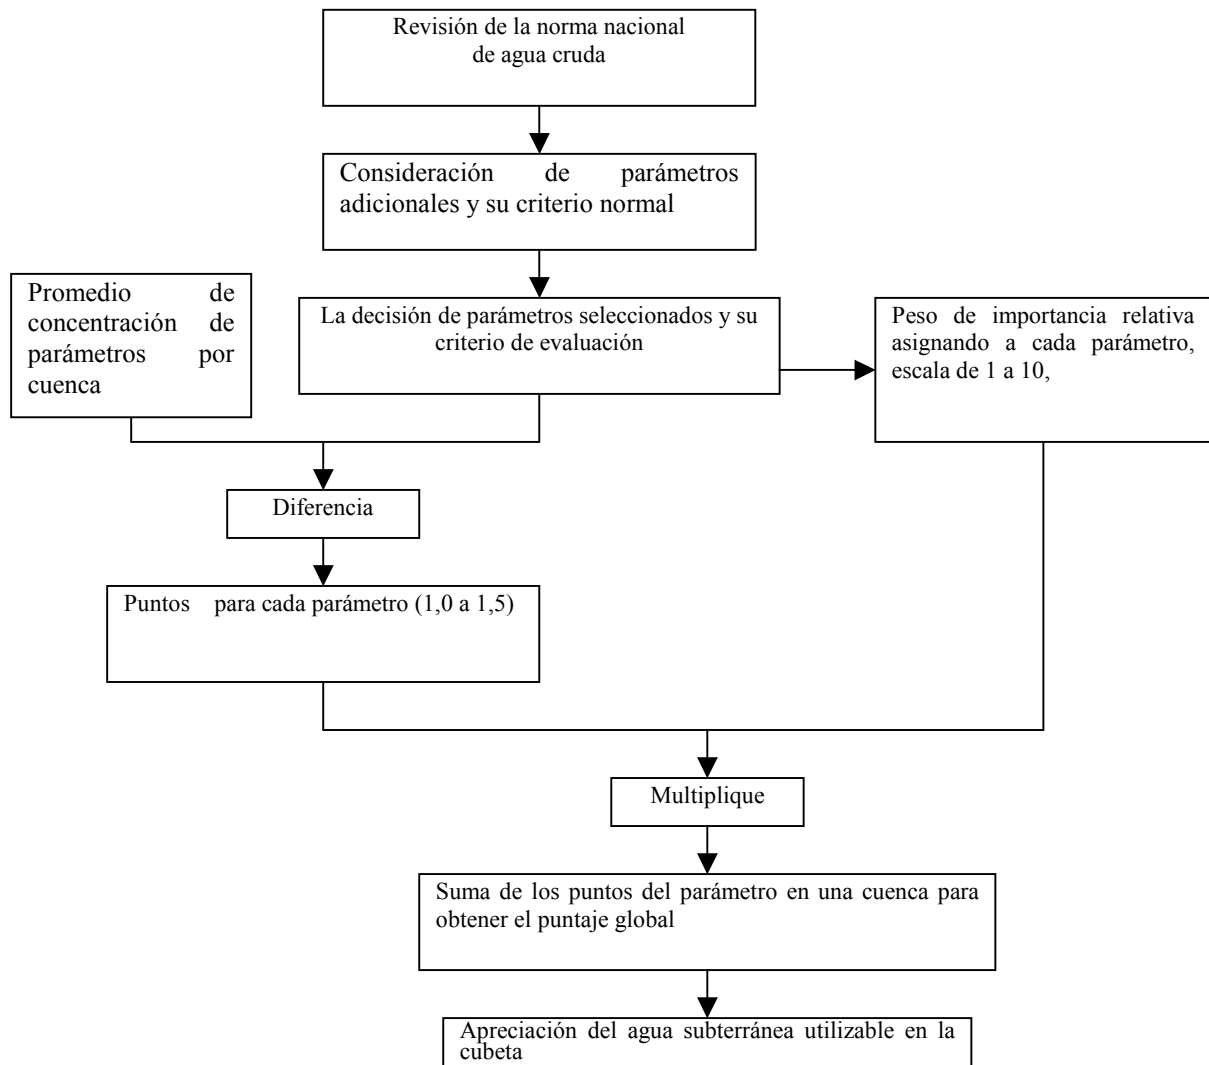 Revisión de la norma nacional
de agua cruda
Consideración de parámetros
adicionales y su criterio normal
Promedio de
concentración de
parámetros por
cuenca
La decisión de parámetros seleccionados y su
criterio de evaluación
Peso de importancia relativa
asignando a cada parámetro,
escala de 1 a 10,
Diferencia
Puntos para cada parámetro (1,0 a 1,5)
Multiplique
Suma de los puntos del parámetro en una cuenca para
obtener el puntaje global
Apreciación del agua subterránea utilizable en la
cubeta